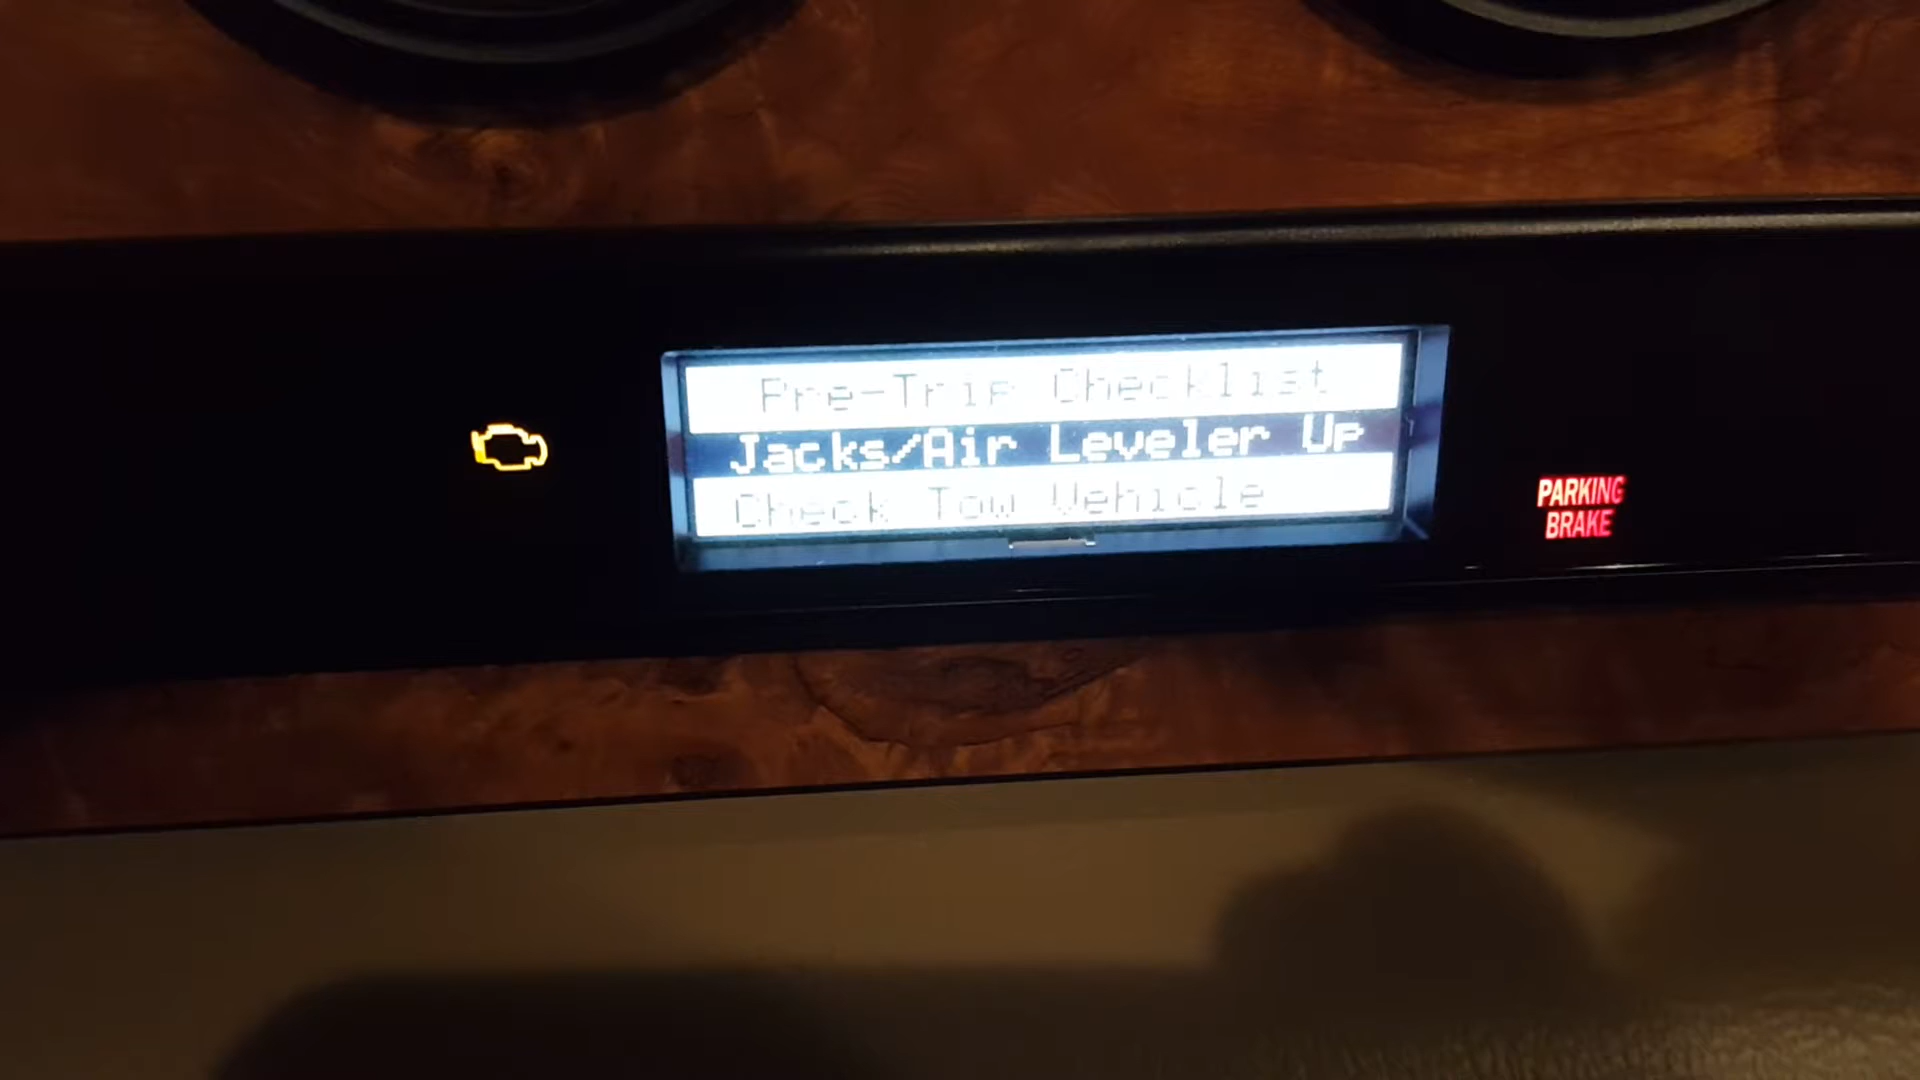 Pre-Trip Checklist
Jacks/Air Leveler Up
Check Tow Vehicle
PARKING
BRAKE